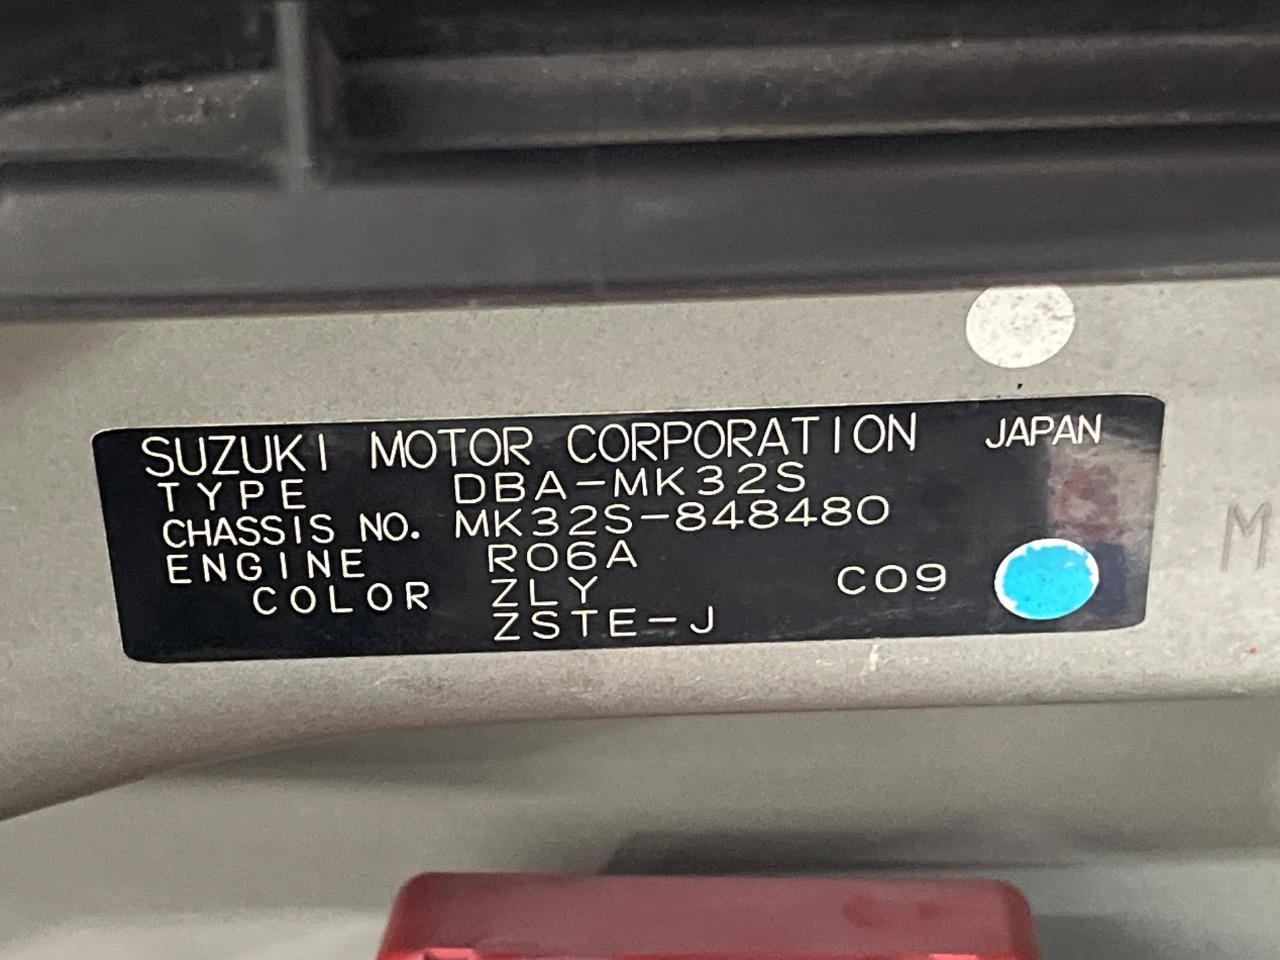 SUZUKI MOTOR CORPORATION JAPAN
TYPE DBA-MK32S
CHASSIS NO. MK32S-848480
ENGINE R06A
COLOR ZLY C09
ZSTE-J
M